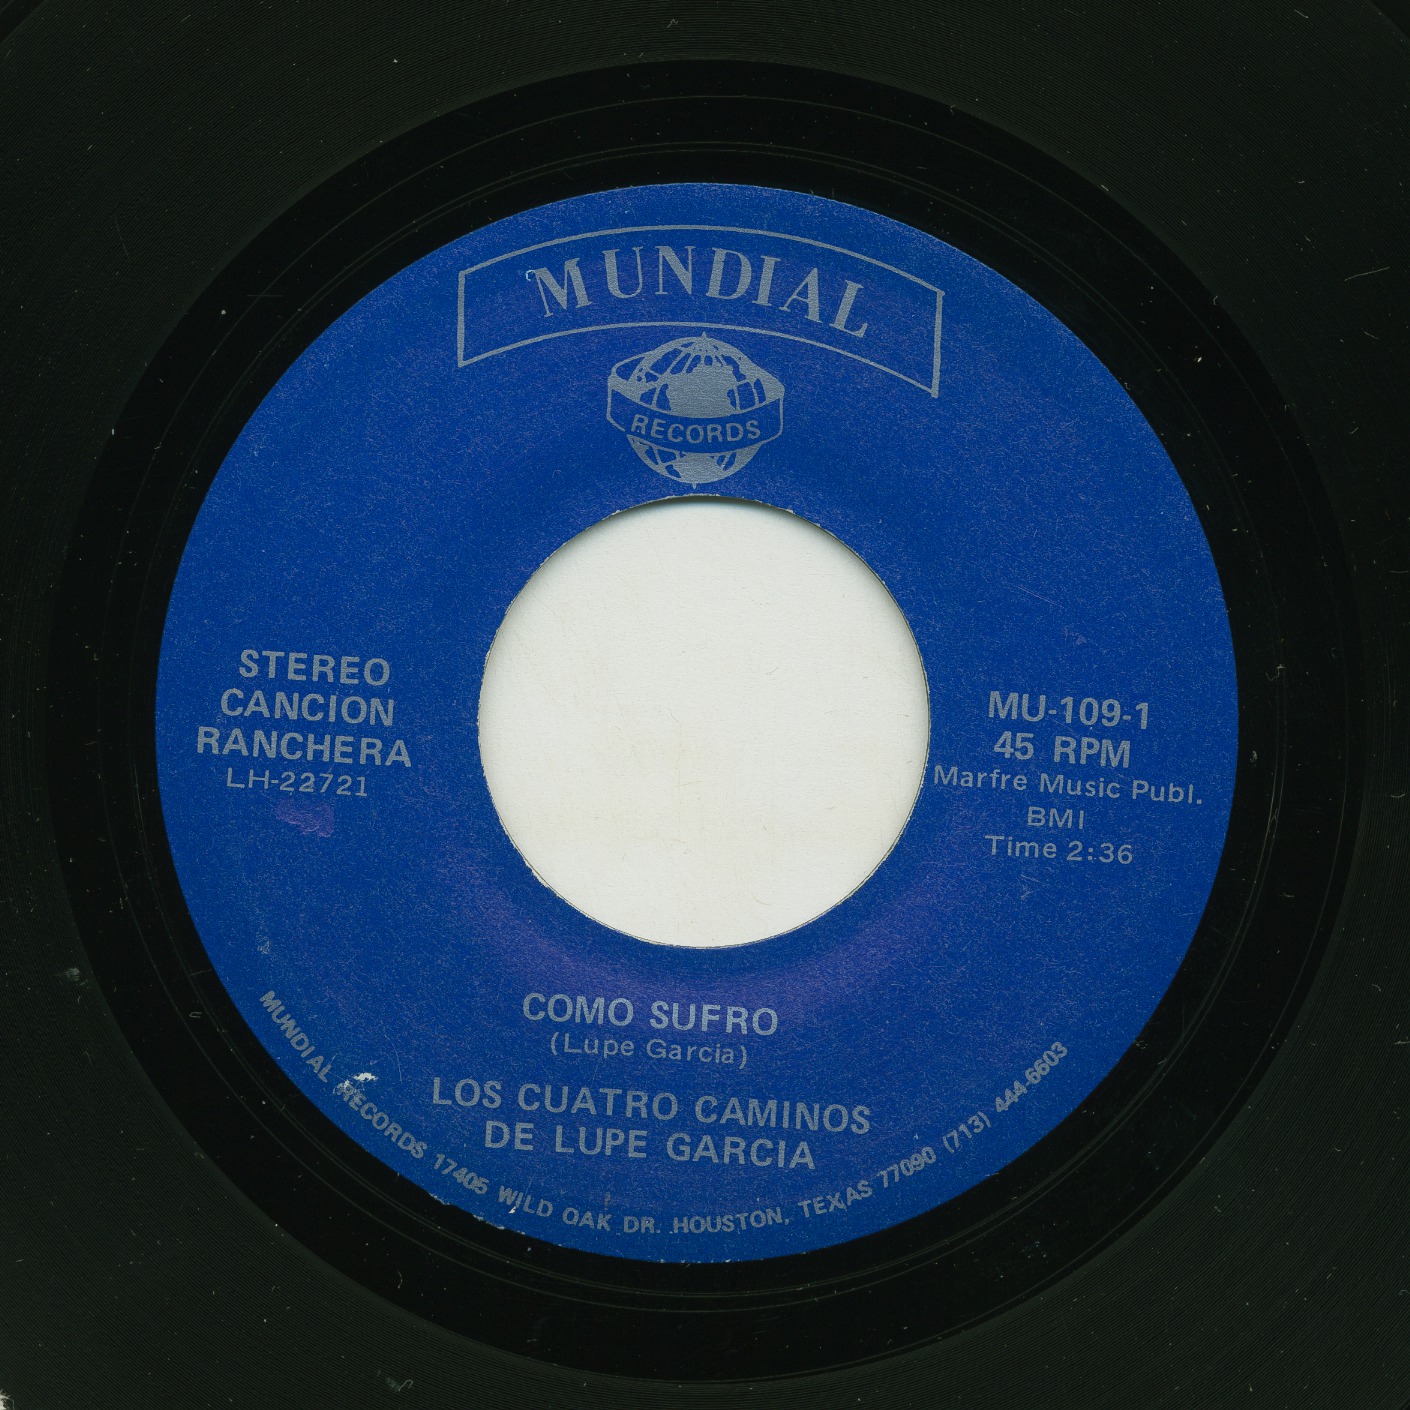 MUNDIAL
RECORDS
STEREO
CANCION
RANCHERA
LH-22721
MU-109-1
45 RPM
Marfre Music Publ.
BMI
Time 2:36
COMO SUFRO
(Lupe Garcia)
LOS CUATRO CAMINOS
DE LUPE GARCIA
MUNDIAL RECORDS 17405 WILD OAK DR. HOUSTON, TEXAS 77090 (713) 444-6603